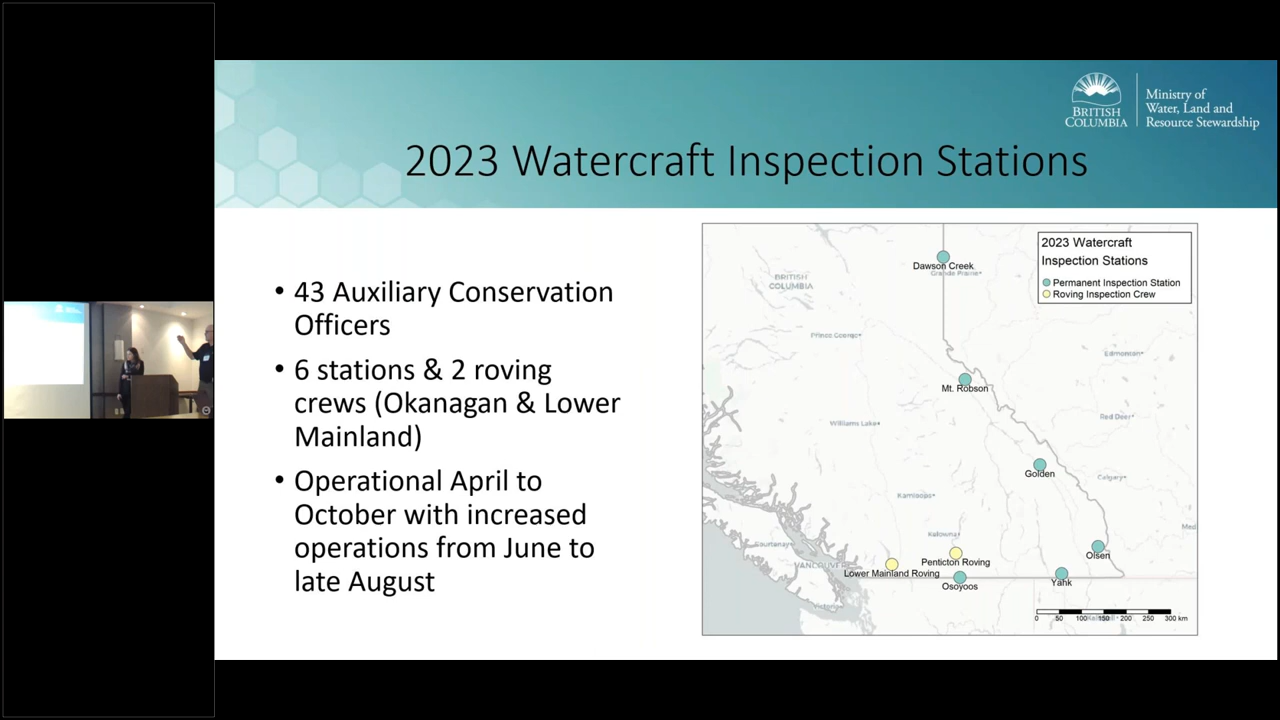 BRITISH
COLUMBIA
Ministry of
Water, Land and
Resource Stewardship
2023 Watercraft Inspection Stations
• 43 Auxiliary Conservation
Officers
• 6 stations & 2 roving
crews (Okanagan & Lower
Mainland)
• Operational April to
October with increased
operations from June to
late August
2023 Watercraft
Inspection Stations
Permanent Inspection Station
Roving Inspection Crew
Dawson Creek
Grande Prairie
BRITISH
COLUMBIA
Prince George
Edmonton
Mt. Robson
Red Deer
Williams Lake
Golden
Calgary
Kamloops
Med
Kelowna
Courtenay
Olsen
VANCOUVER
Penticton Roving
Lower Mainland Roving
Yahk
Osoyoos
Victoria
0 50 100 150 200 250 300 km